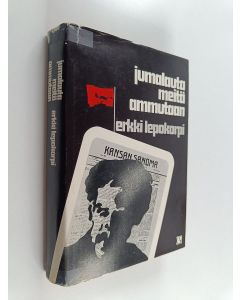 jumalauta
meitä
ammutaan
erkki lepokorpi
KANSAN SANOMA
jumalauta
meitä
ammutaan
erkki lepokorpi